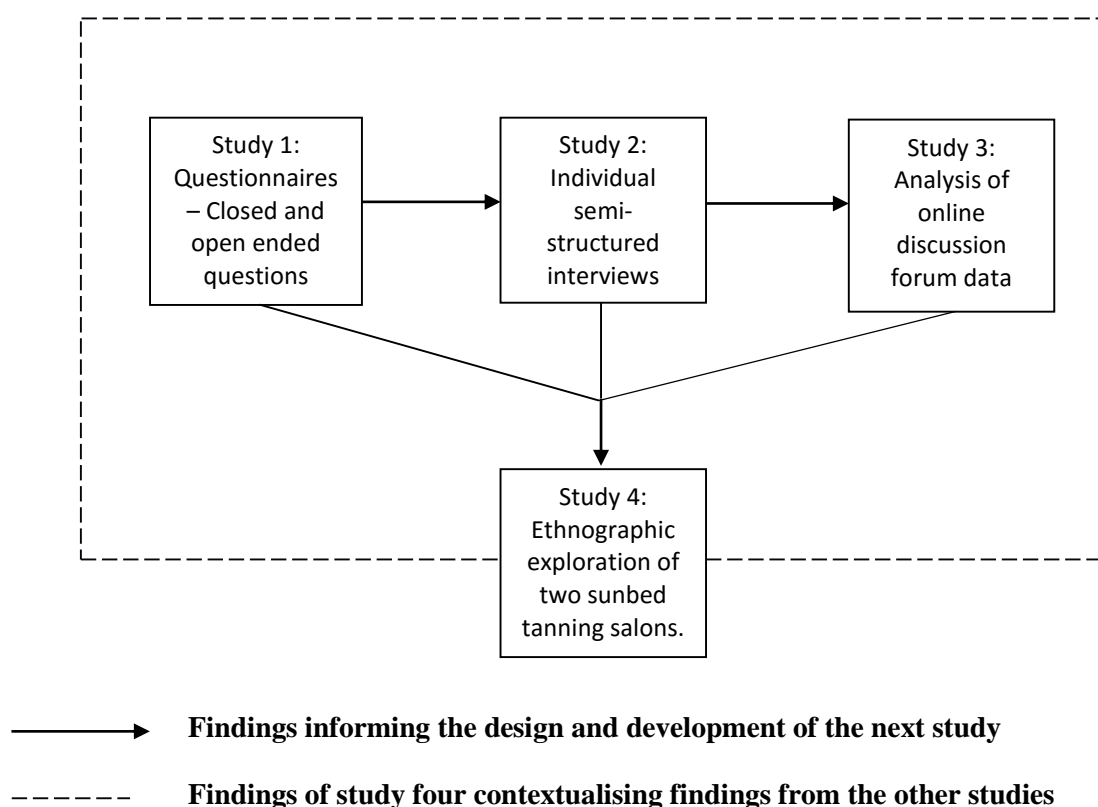 Study 1:
Questionnaires
– Closed and
open ended
questions
Study 2:
Individual
semi-
structured
interviews
Study 3:
Analysis of
online
discussion
forum data
Study 4:
Ethnographic
exploration of
two sunbed
tanning salons.
Findings informing the design and development of the next study
Findings of study four contextualising findings from the other studies